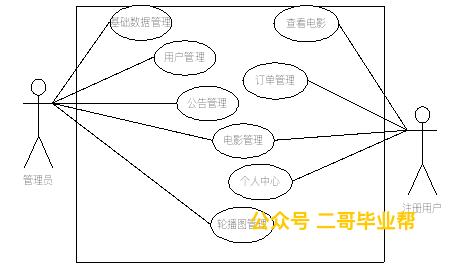 基础数据管理
查看电影
用户管理
订单管理
公告管理
电影管理
管理员
个人中心
注册用户
轮播图管理
公众号 二哥毕业帮